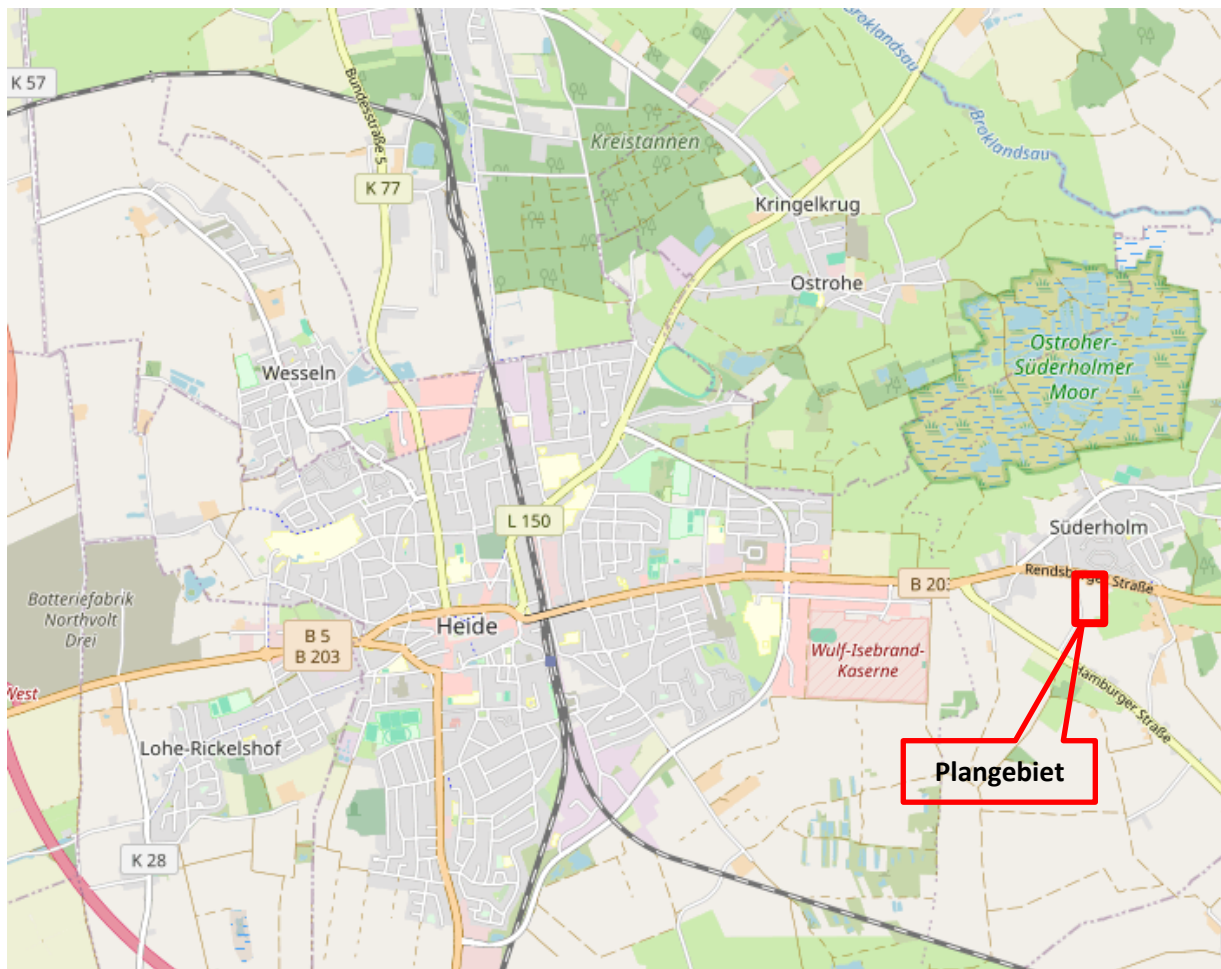 Broklandsau
K 57
Bundesstraße 5
Kreistannen
Broklandsau
K 77
Kringelkrug
Ostrohe
Ostroher-
Süderholmer
Moor
Wesseln
L 150
Süderholm
Rendsburger Straße
B 203
Batteriefabrik
Northvolt
Drei
Heide
B 5
B 203
Wulf-Isebrand-
Kaserne
West
Hamburger Straße
Lohe-Rickelshof
Plangebiet
K 28